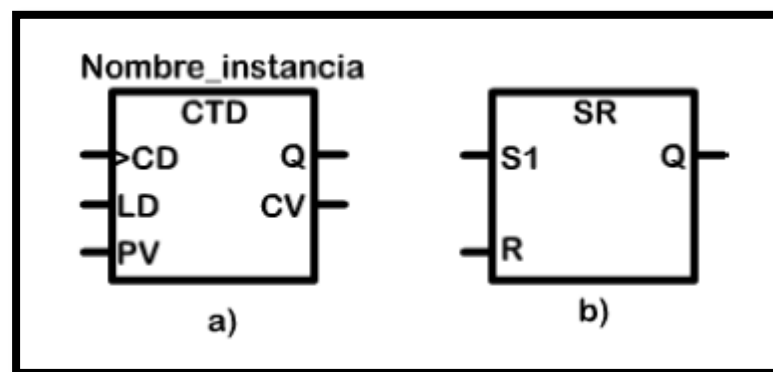 Nombre_instancia
CTD
>CD Q
LD CV
PV
a)
SR
S1 Q
R
b)